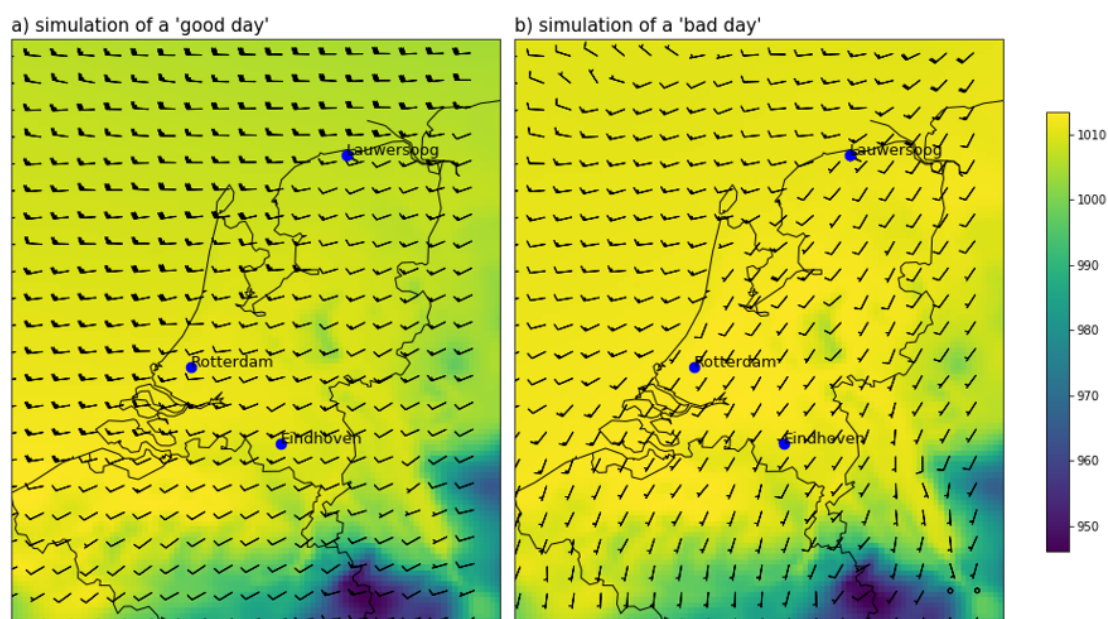 a) simulation of a 'good day'
b) simulation of a 'bad day'
Lauwersoog
Rotterdam
Eindhoven
Lauwersoog
Rotterdam
Eindhoven
1010
1000
990
980
970
960
950